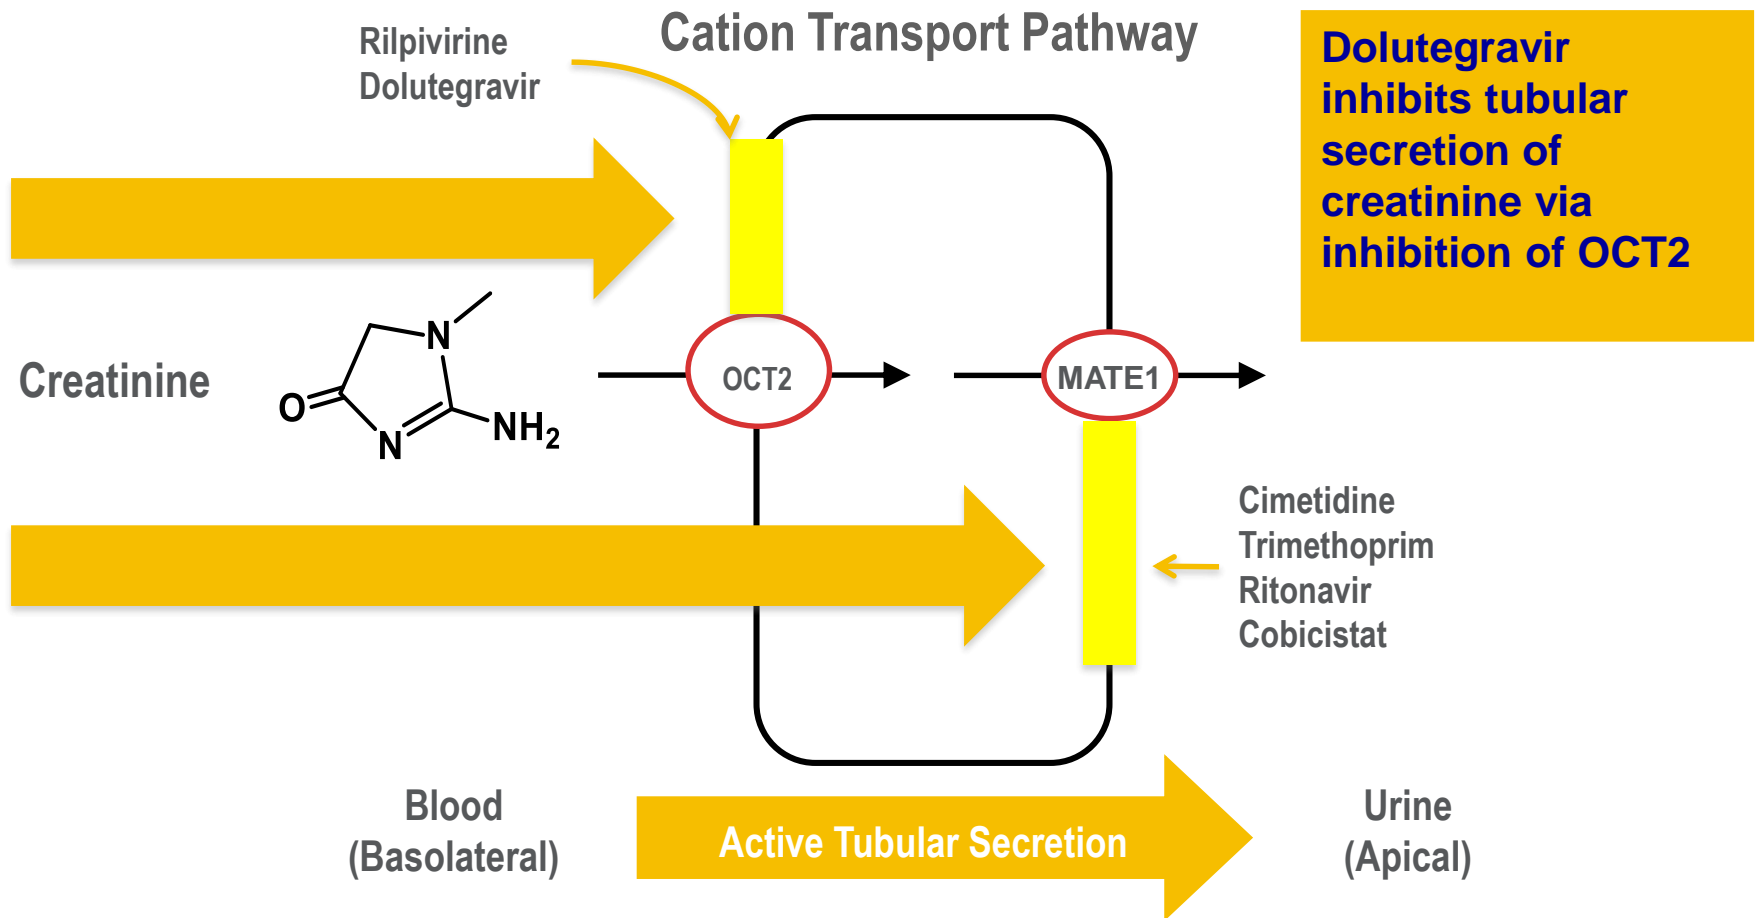 Cation Transport Pathway
Rilpivirine
Dolutegravir
Dolutegravir
inhibits tubular
secretion of
creatinine via
inhibition of OCT2
Creatinine
O
N
N
NH2
OCT2
MATE1
Cimetidine
Trimethoprim
Ritonavir
Cobicistat
Blood
(Basolateral)
Active Tubular Secretion
Urine
(Apical)